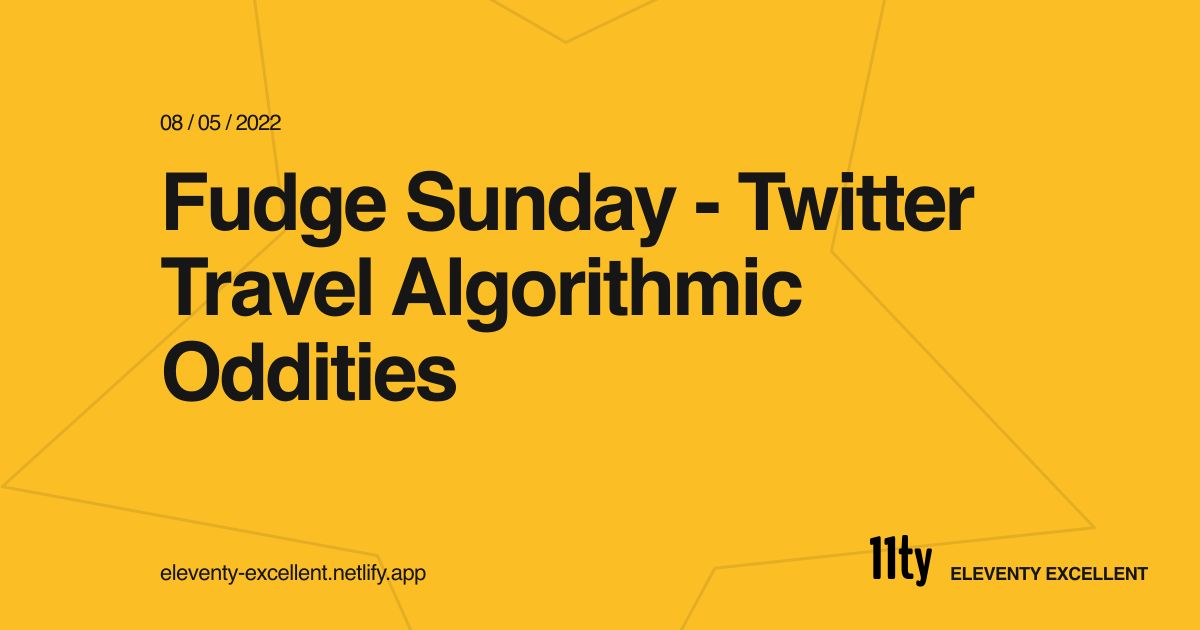 08 / 05 / 2022
Fudge Sunday - Twitter
Travel Algorithmic
Oddities
eleventy-excellent.netlify.app
11ty ELEVENTY EXCELLENT